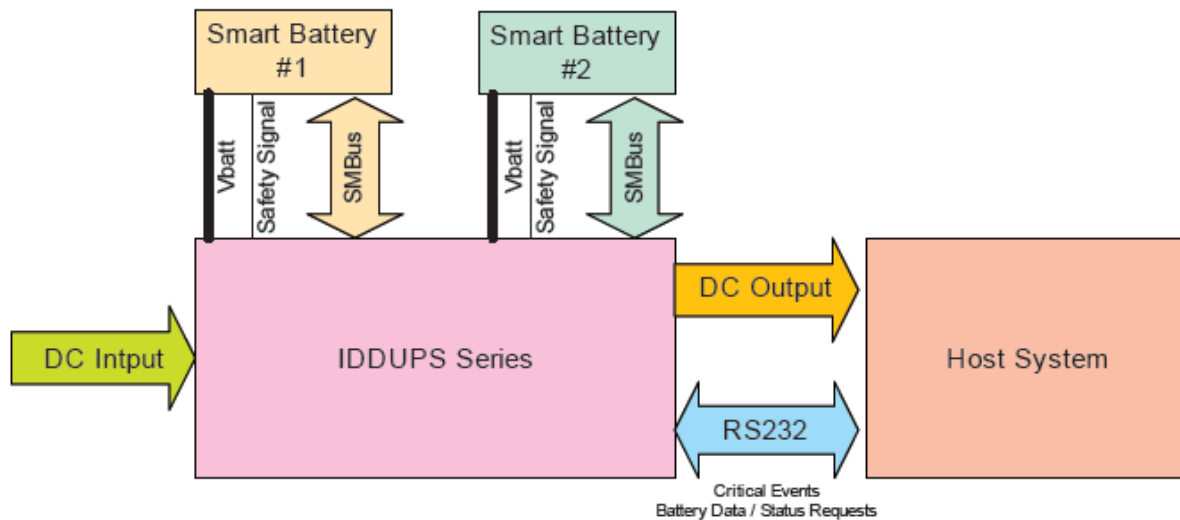 Smart Battery
#1
Smart Battery
#2
Vbatt
Safety Signal
SMBus
Vbatt
Safety Signal
SMBus
DC Intput
IDDUPS Series
DC Output
Host System
RS232
Critical Events
Battery Data / Status Requests